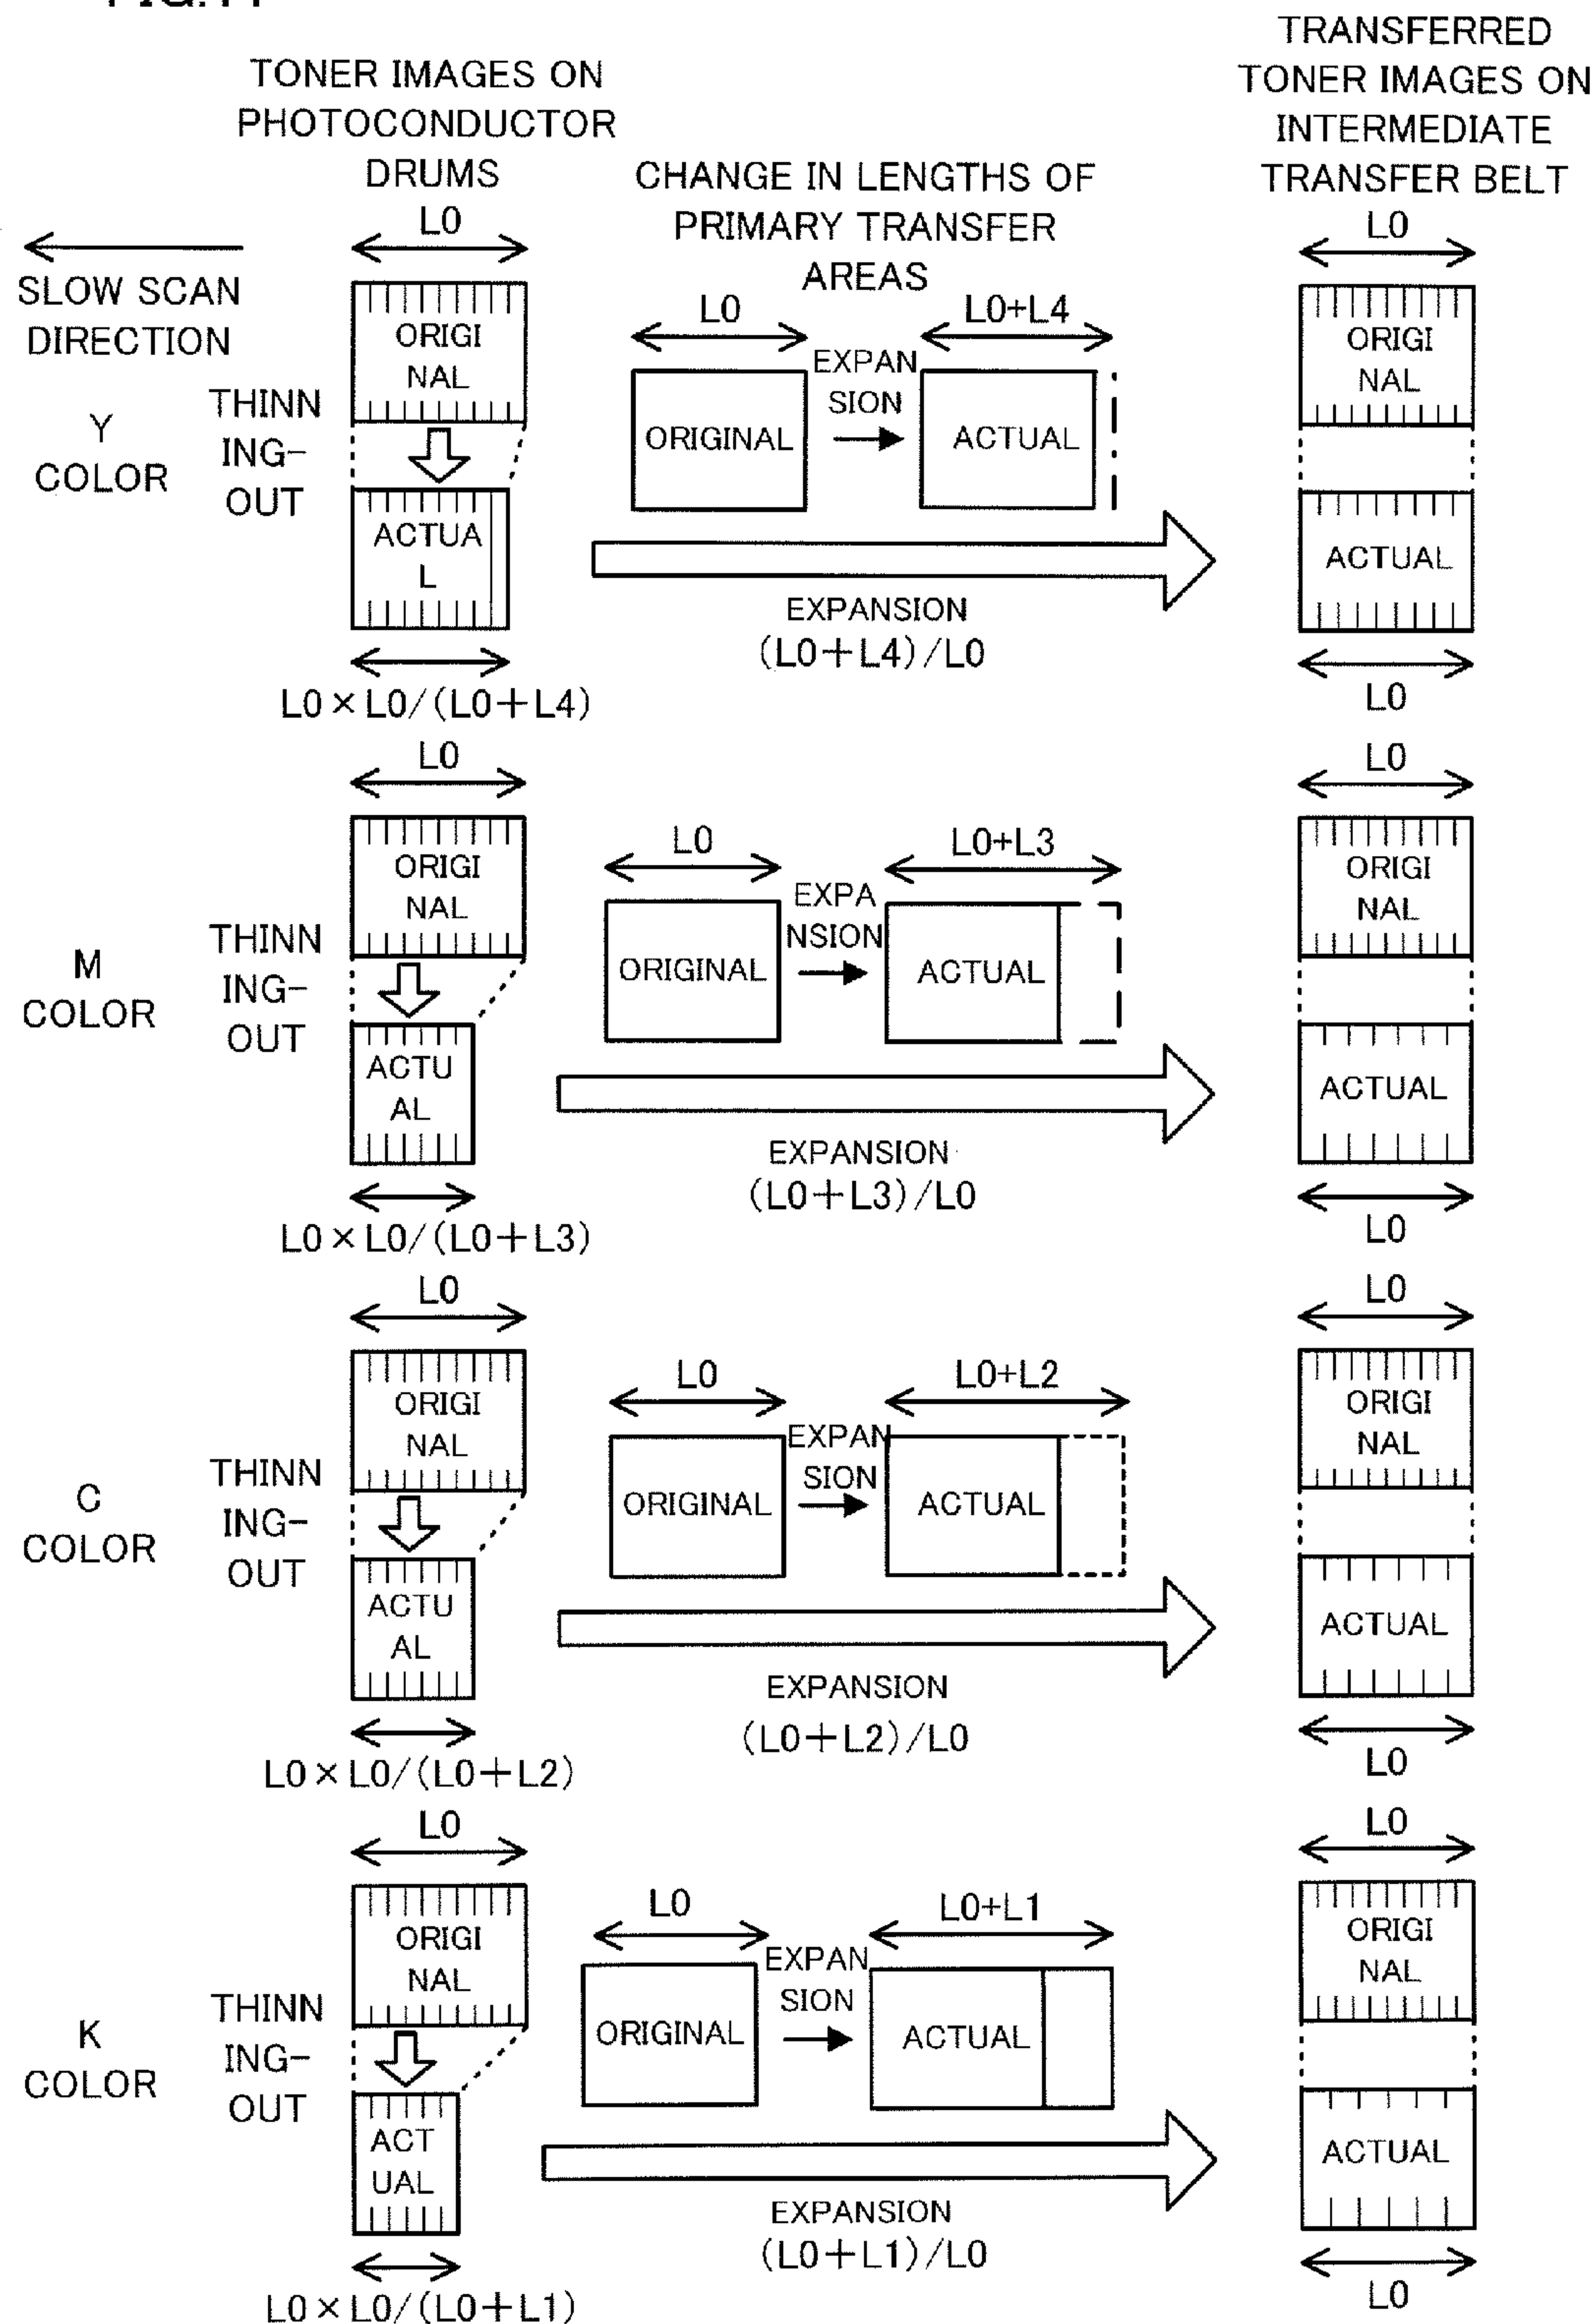 TONER IMAGES ON
PHOTOCONDUCTOR
DRUMS
CHANGE IN LENGTHS OF
PRIMARY TRANSFER
AREAS
TRANSFERRED
TONER IMAGES ON
INTERMEDIATE
TRANSFER BELT
SLOW SCAN
DIRECTION
Y
COLOR
THINN
ING-
OUT
L0
ORIGI
NAL
ACTUA
L
L0×L0/(L0+L4)
L0
ORIGINAL
EXPAN
SION
L0+L4
ACTUAL
EXPANSION
(L0+L4)/L0
L0
ORIGI
NAL
ACTUAL
L0
M
COLOR
THINN
ING-
OUT
L0
ORIGI
NAL
ACTU
AL
L0×L0/(L0+L3)
L0
ORIGINAL
EXPA
NSION
L0+L3
ACTUAL
EXPANSION
(L0+L3)/L0
L0
ORIGI
NAL
ACTUAL
L0
C
COLOR
THINN
ING-
OUT
L0
ORIGI
NAL
ACTU
AL
L0×L0/(L0+L2)
L0
ORIGINAL
EXPAN
SION
L0+L2
ACTUAL
EXPANSION
(L0+L2)/L0
L0
ORIGI
NAL
ACTUAL
L0
K
COLOR
THINN
ING-
OUT
L0
ORIGI
NAL
ACT
UAL
L0×L0/(L0+L1)
L0
ORIGINAL
EXPAN
SION
L0+L1
ACTUAL
EXPANSION
(L0+L1)/L0
L0
ORIGI
NAL
ACTUAL
L0